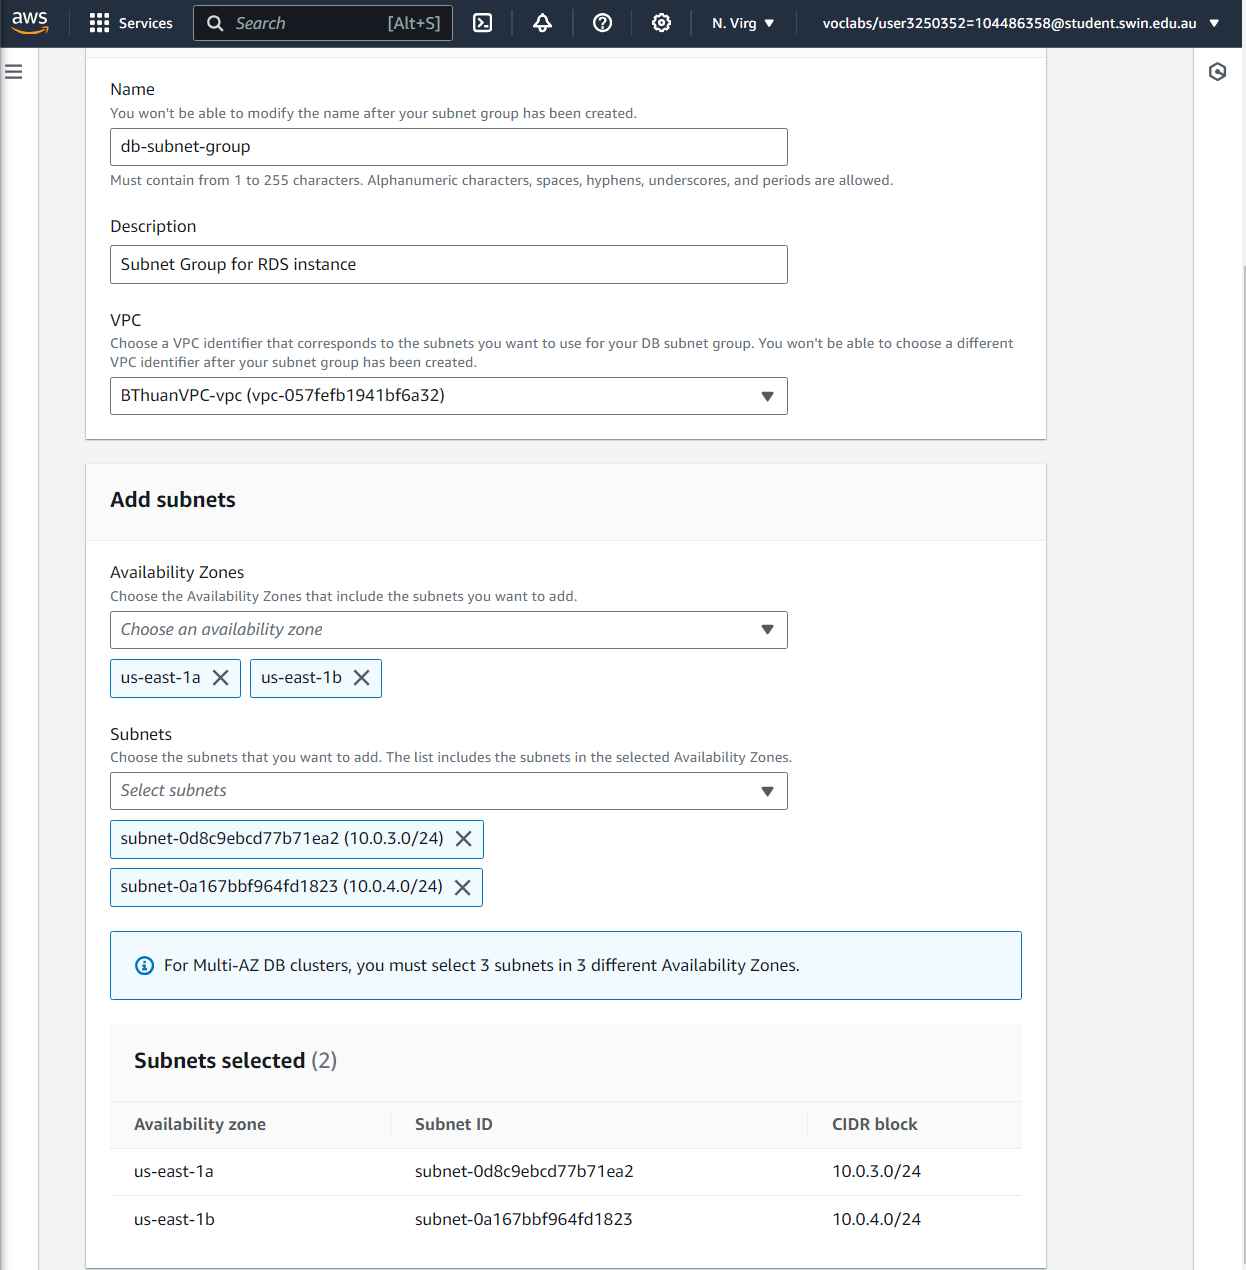 aws
Services
Search [Alt+S]
N. Virg
voclabs/user3250352=104486358@student.swin.edu.au
Name
You won't be able to modify the name after your subnet group has been created.
db-subnet-group
Must contain from 1 to 255 characters. Alphanumeric characters, spaces, hyphens, underscores, and periods are allowed.
Description
Subnet Group for RDS instance
VPC
Choose a VPC identifier that corresponds to the subnets you want to use for your DB subnet group. You won't be able to choose a different
VPC identifier after your subnet group has been created.
BThuanVPC-vpc (vpc-057fefb1941bf6a32)
Add subnets
Availability Zones
Choose the Availability Zones that include the subnets you want to add.
Choose an availability zone
us-east-1a us-east-1b
Subnets
Choose the subnets that you want to add. The list includes the subnets in the selected Availability Zones.
Select subnets
subnet-0d8c9ebcd77b71ea2 (10.0.3.0/24)
subnet-0a167bbf964fd1823 (10.0.4.0/24)
For Multi-AZ DB clusters, you must select 3 subnets in 3 different Availability Zones.
Subnets selected (2)
Availability zone Subnet ID CIDR block
us-east-1a subnet-0d8c9ebcd77b71ea2 10.0.3.0/24
us-east-1b subnet-0a167bbf964fd1823 10.0.4.0/24